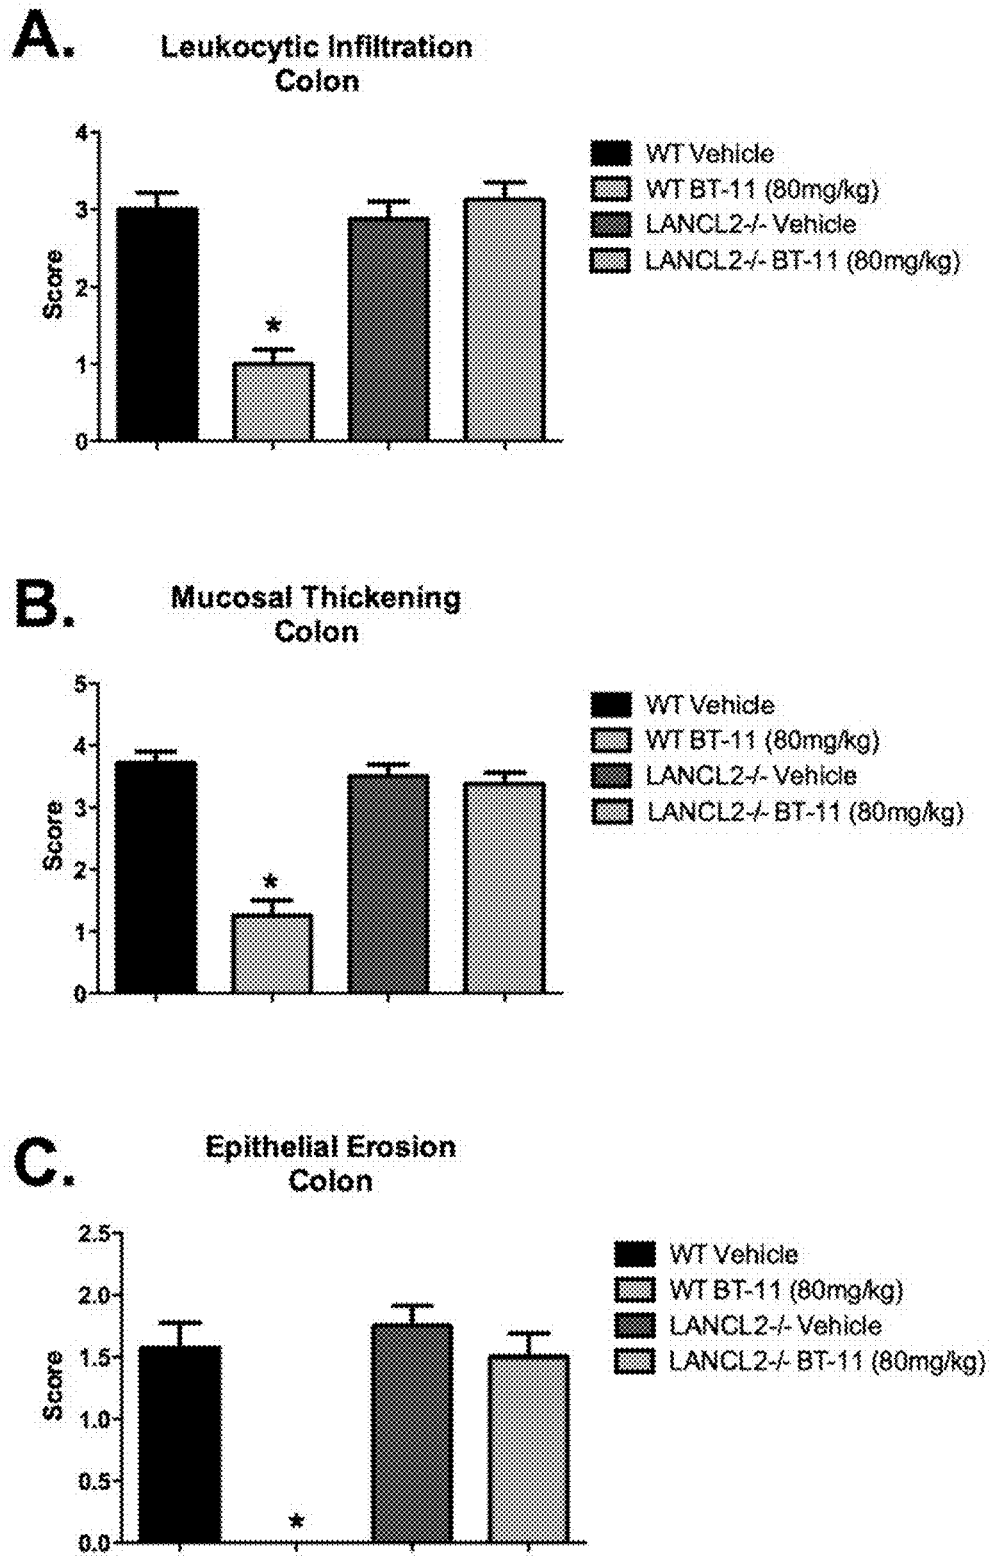 A.
Leukocytic Infiltration
Colon
4
3
2
1
0
Score
*
WT Vehicle
WT BT-11 (80mg/kg)
LANCL2-/- Vehicle
LANCL2-/- BT-11 (80mg/kg)
B.
Mucosal Thickening
Colon
5
4
3
2
1
0
Score
*
WT Vehicle
WT BT-11 (80mg/kg)
LANCL2-/- Vehicle
LANCL2-/- BT-11 (80mg/kg)
C.
Epithelial Erosion
Colon
2.5
2.0
1.5
1.0
0.5
0.0
Score
*
WT Vehicle
WT BT-11 (80mg/kg)
LANCL2-/- Vehicle
LANCL2-/- BT-11 (80mg/kg)